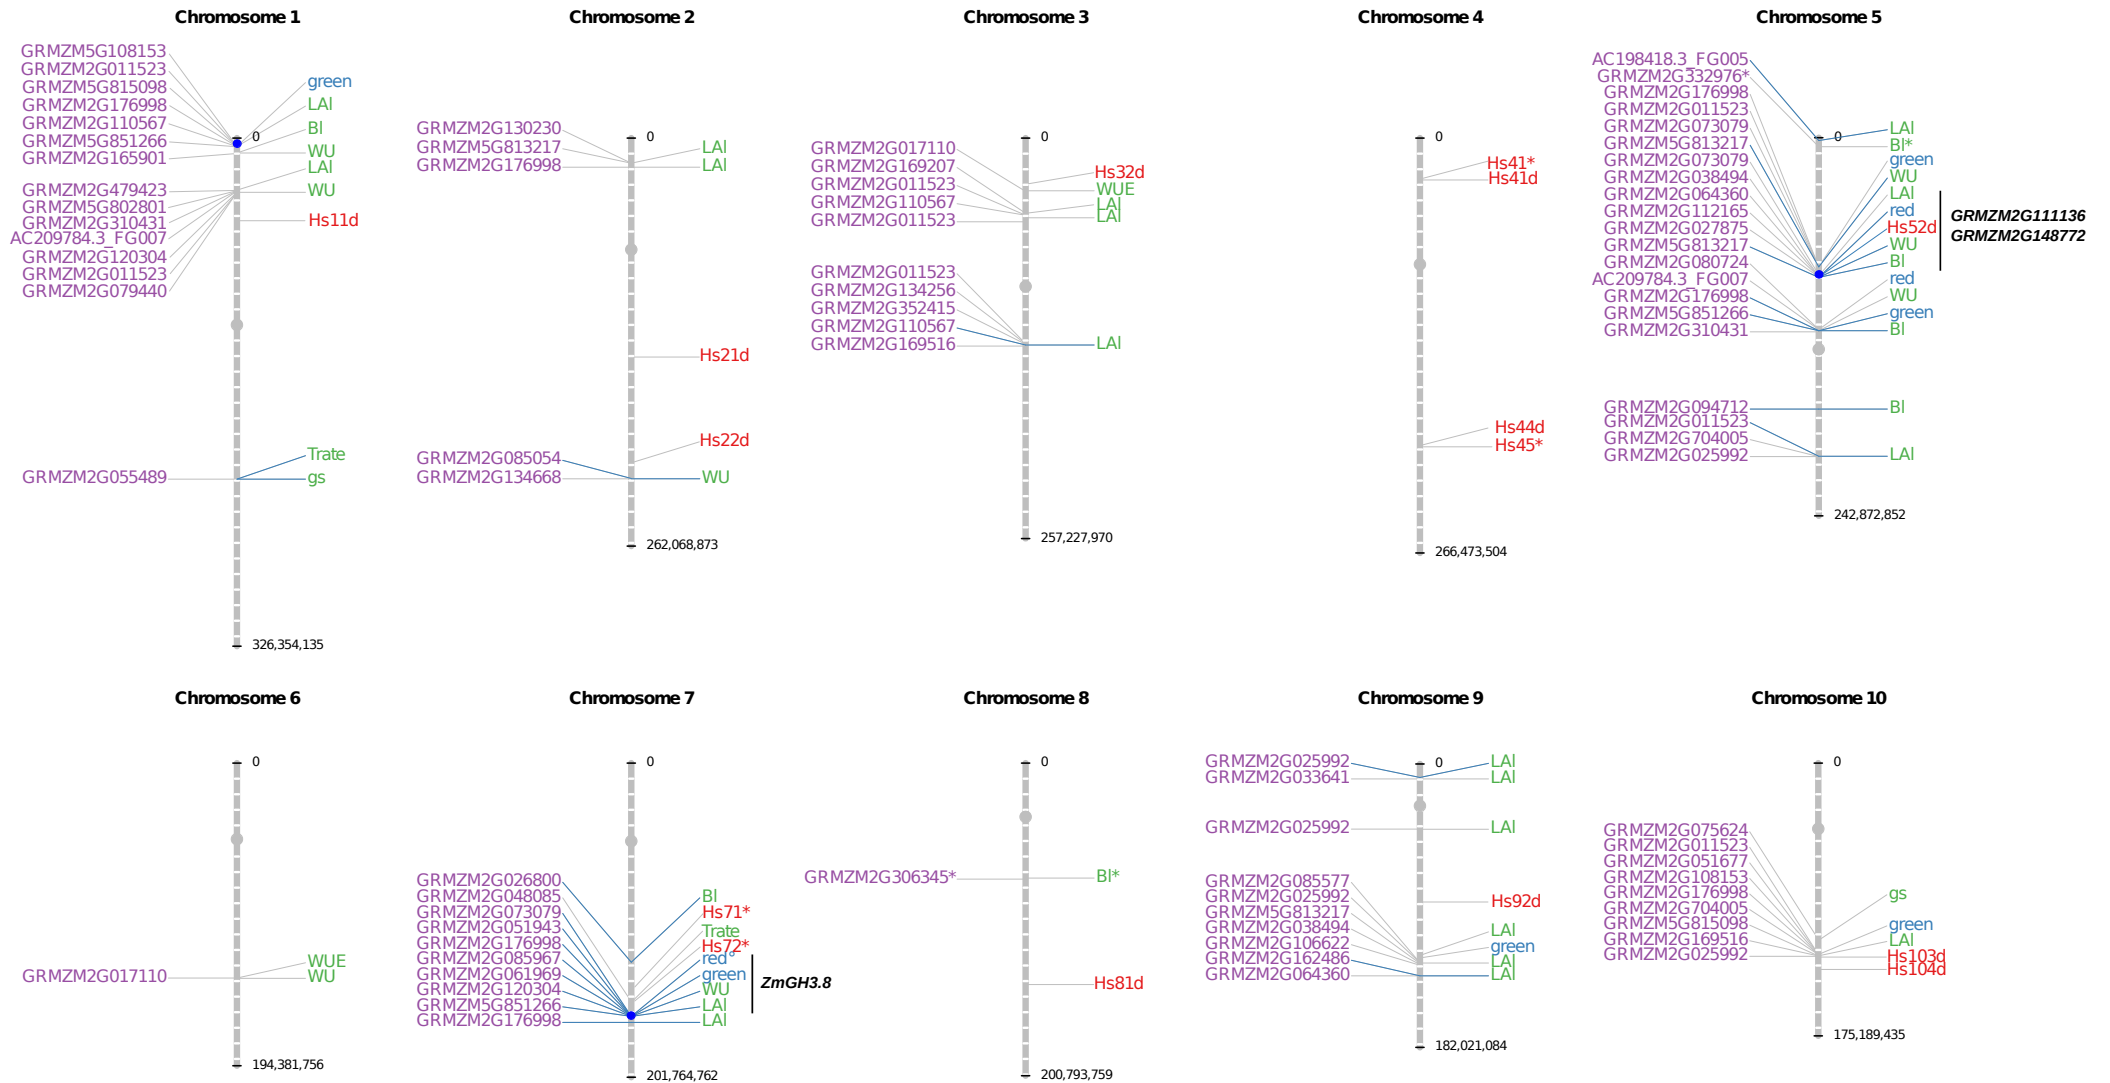 Chromosome 1
GRMZM5G108153
GRMZM2G011523
GRMZM5G815098
GRMZM2G176998
GRMZM2G110567
GRMZM5G851266
GRMZM2G165901
GRMZM2G479423
GRMZM5G802801
GRMZM2G310431
AC209784.3_FG007
GRMZM2G120304
GRMZM2G011523
GRMZM2G079440
GRMZM2G055489
0
green
LAI
BI
WU
LAI
WU
Hs11d
Trate
gs
326,354,135
Chromosome 2
GRMZM2G130230
GRMZM5G813217
GRMZM2G176998
GRMZM2G085054
GRMZM2G134668
0
LAI
LAI
Hs21d
Hs22d
WU
262,068,873
Chromosome 3
GRMZM2G017110
GRMZM2G169207
GRMZM2G011523
GRMZM2G110567
GRMZM2G011523
GRMZM2G011523
GRMZM2G134256
GRMZM2G352415
GRMZM2G110567
GRMZM2G169516
0
Hs32d
WUE
LAI
LAI
LAI
257,227,970
Chromosome 4
0
Hs41*
Hs41d
Hs44d
Hs45*
266,473,504
Chromosome 5
AC198418.3_FG005
GRMZM2G332976*
GRMZM2G176998
GRMZM2G011523
GRMZM2G073079
GRMZM5G813217
GRMZM2G073079
GRMZM2G038494
GRMZM2G064360
GRMZM2G112165
GRMZM2G027875
GRMZM5G813217
GRMZM2G080724
AC209784.3_FG007
GRMZM2G176998
GRMZM5G851266
GRMZM2G310431
GRMZM2G094712
GRMZM2G011523
GRMZM2G704005
GRMZM2G025992
0
LAI
BI*
green
WU
LAI
red
Hs52d
WU
BI
red
WU
green
BI
BI
LAI
GRMZM2G111136
GRMZM2G148772
242,872,852
Chromosome 6
GRMZM2G017110
0
WUE
WU
194,381,756
Chromosome 7
GRMZM2G026800
GRMZM2G048085
GRMZM2G073079
GRMZM2G051943
GRMZM2G176998
GRMZM2G085967
GRMZM2G061969
GRMZM2G120304
GRMZM5G851266
GRMZM2G176998
0
BI
Hs71*
Trate
Hs72*
red°
green
WU
LAI
LAI
ZmGH3.8
201,764,762
Chromosome 8
GRMZM2G306345*
0
BI*
Hs81d
200,793,759
Chromosome 9
GRMZM2G025992
GRMZM2G033641
GRMZM2G025992
GRMZM2G085577
GRMZM2G025992
GRMZM5G813217
GRMZM2G038494
GRMZM2G106622
GRMZM2G162486
GRMZM2G064360
0
LAI
LAI
LAI
Hs92d
LAI
green
LAI
LAI
182,021,084
Chromosome 10
GRMZM2G075624
GRMZM2G011523
GRMZM2G051677
GRMZM2G108153
GRMZM2G176998
GRMZM2G704005
GRMZM5G815098
GRMZM2G169516
GRMZM2G025992
0
gs
green
LAI
Hs103d
Hs104d
175,189,435